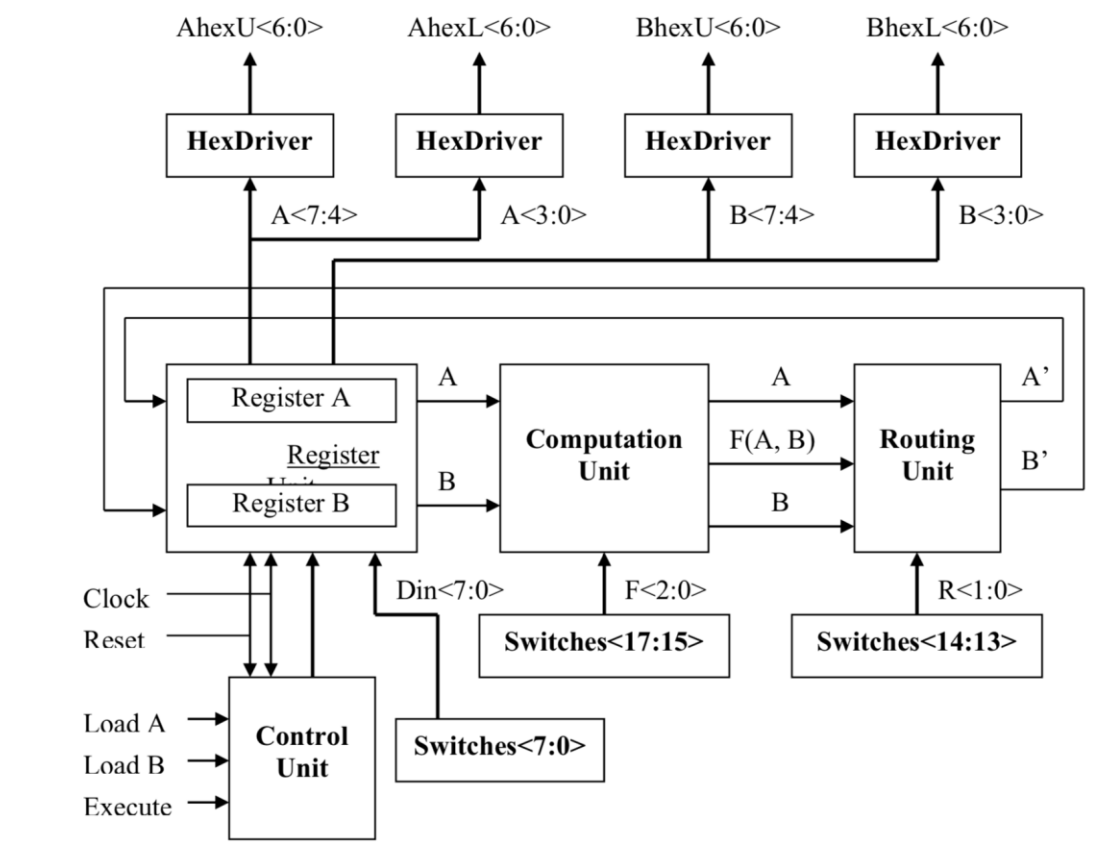 AhexU<6:0>
AhexL<6:0>
BhexU<6:0>
BhexL<6:0>
HexDriver
HexDriver
HexDriver
HexDriver
A<7:4>
A<3:0>
B<7:4>
B<3:0>
Register A
Register
Register B
A
B
Computation
Unit
A
F(A, B)
B
Routing
Unit
A’
B’
Clock
Reset
Din<7:0>
F<2:0>
R<1:0>
Switches<17:15>
Switches<14:13>
Load A
Load B
Execute
Control
Unit
Switches<7:0>